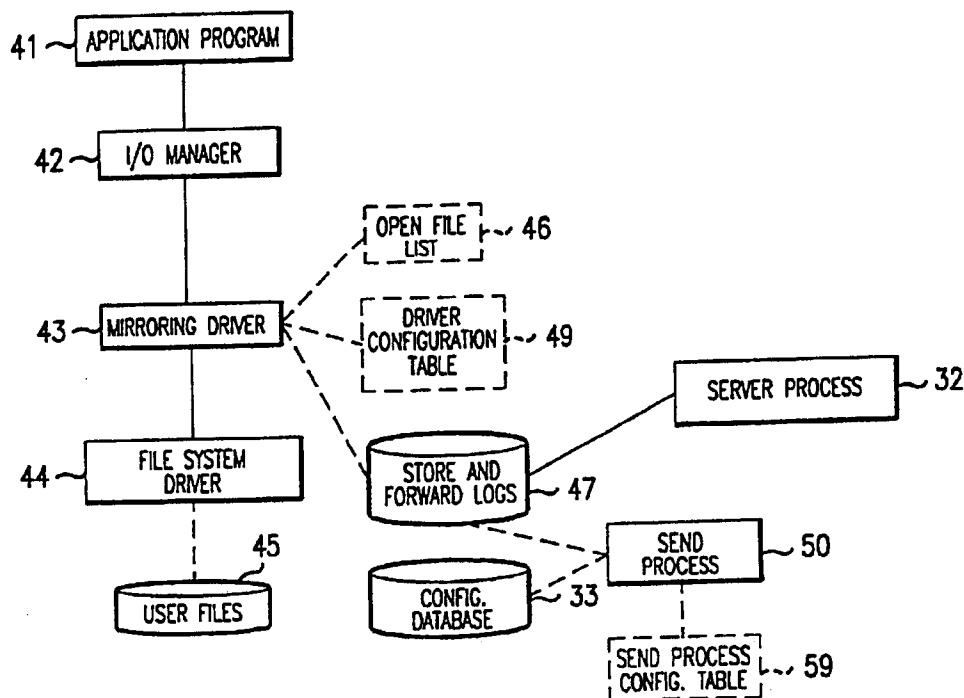 41
APPLICATION PROGRAM
42
I/O MANAGER
OPEN FILE
LIST
46
43
MIRRORING DRIVER
DRIVER
CONFIGURATION
TABLE
49
SERVER PROCESS
32
44
FILE SYSTEM
DRIVER
STORE AND
FORWARD LOGS
47
45
USER FILES
SEND
PROCESS
50
CONFIG.
DATABASE
33
SEND PROCESS
CONFIG. TABLE
59